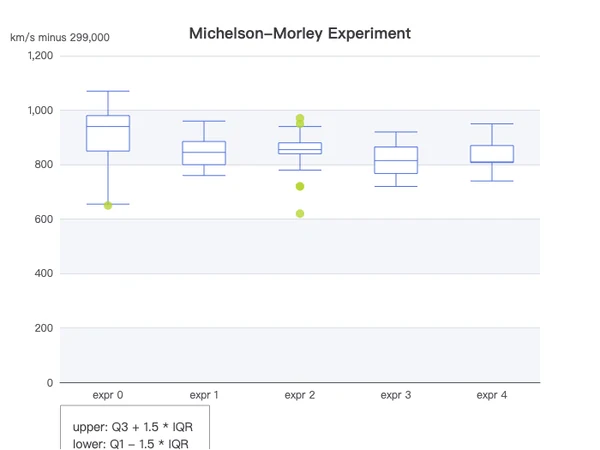 Michelson–Morley Experiment
km/s minus 299,000
1,200
1,000
800
600
400
200
0
expr 0
expr 1
expr 2
expr 3
expr 4
upper: Q3 + 1.5 * IQR
lower: Q1 – 1.5 * IQR